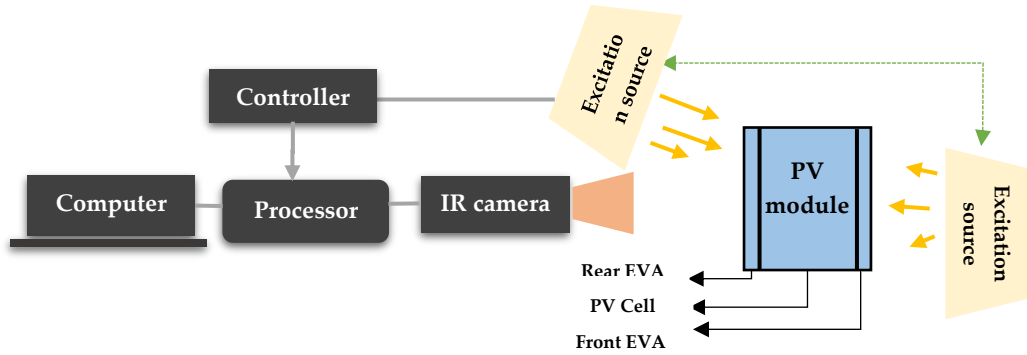 Controller
Excitatio
n source
Computer
Processor
IR camera
PV
module
Excitation
source
Rear EVA
PV Cell
Front EVA